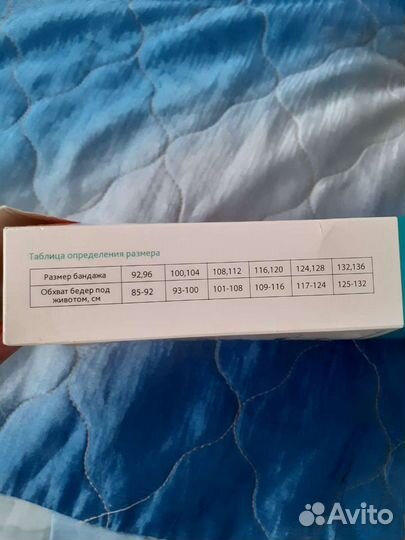 Таблица определения размера
Размер бандажа 92,96 100,104 108,112 116,120 124,128 132,136
Обхват бедер под
животом, см 85-92 93-100 101-108 109-116 117-124 125-132
Avito